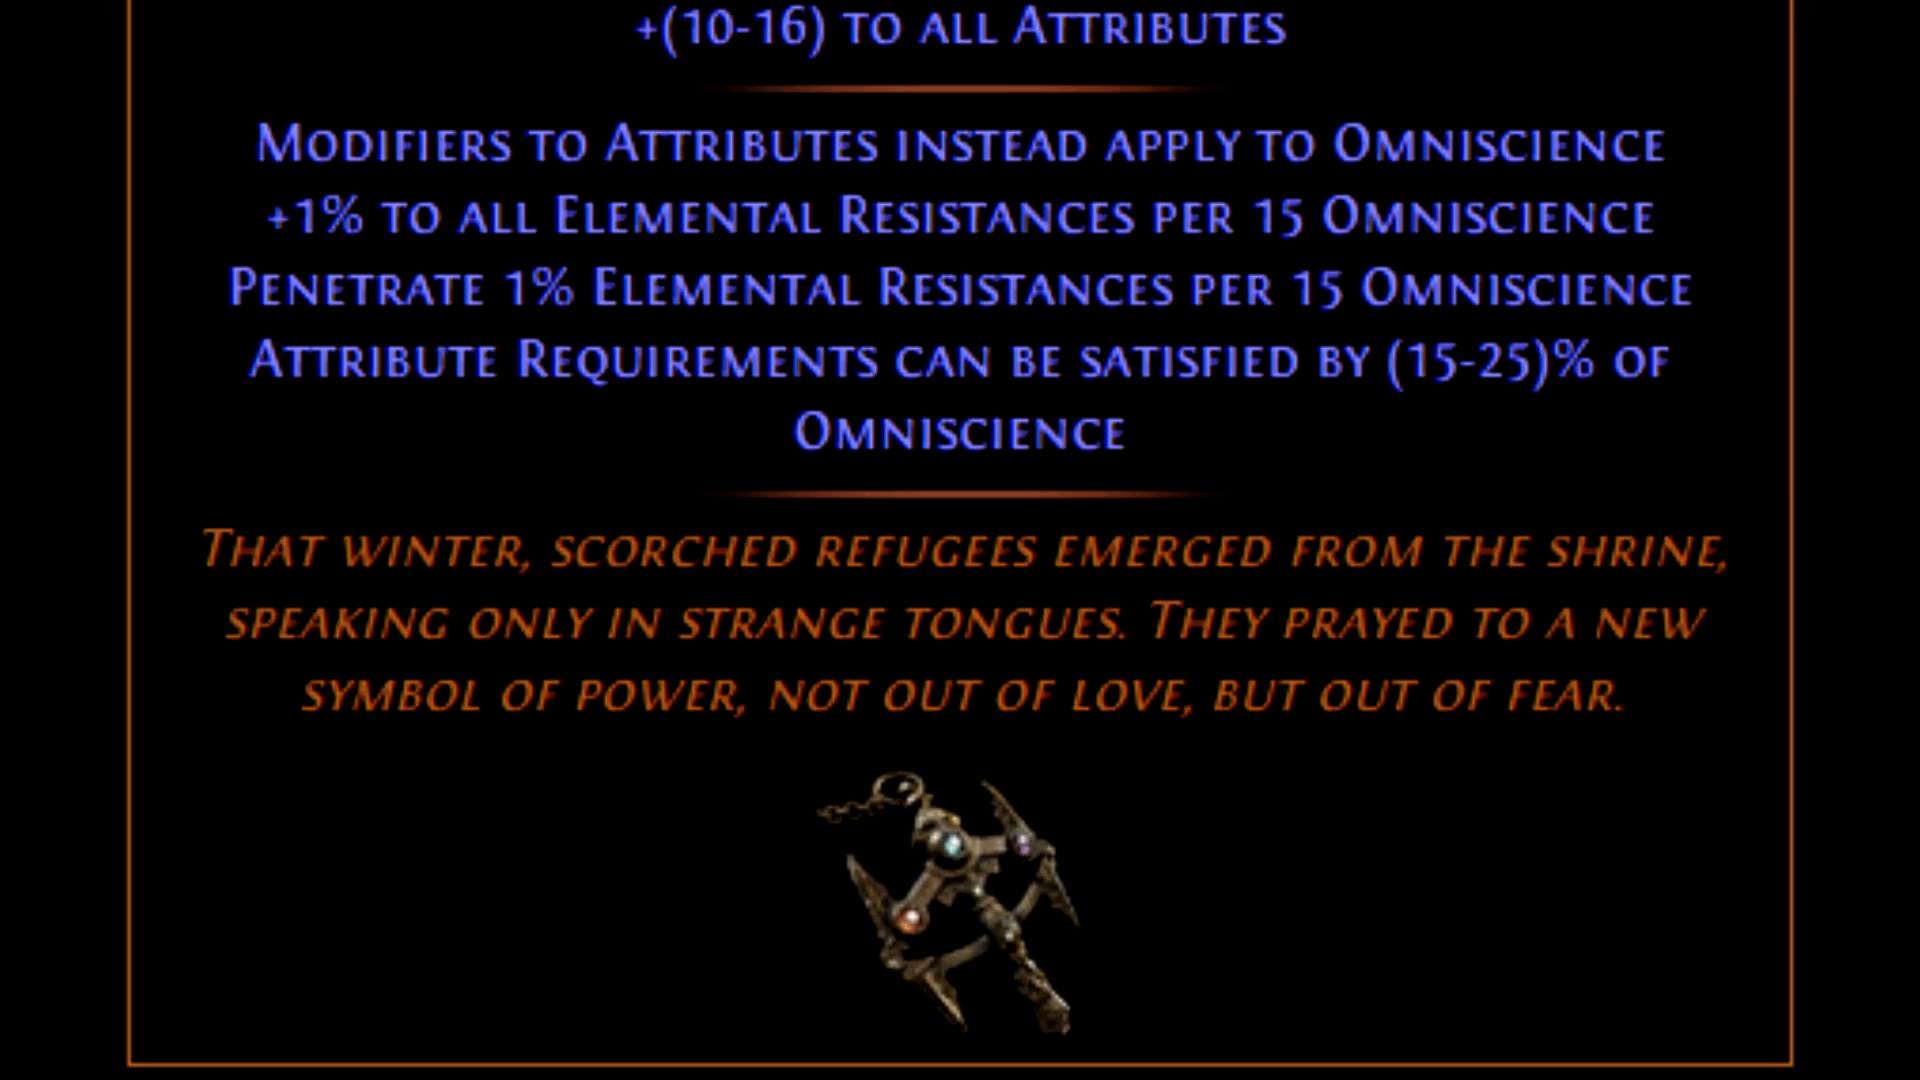 +(10-16) to all Attributes
Modifiers to Attributes instead apply to Omniscience
+1% to all Elemental Resistances per 15 Omniscience
Penetrate 1% Elemental Resistances per 15 Omniscience
Attribute Requirements can be satisfied by (15-25)% of
Omniscience
That winter, scorched refugees emerged from the shrine,
speaking only in strange tongues. They prayed to a new
symbol of power, not out of love, but out of fear.